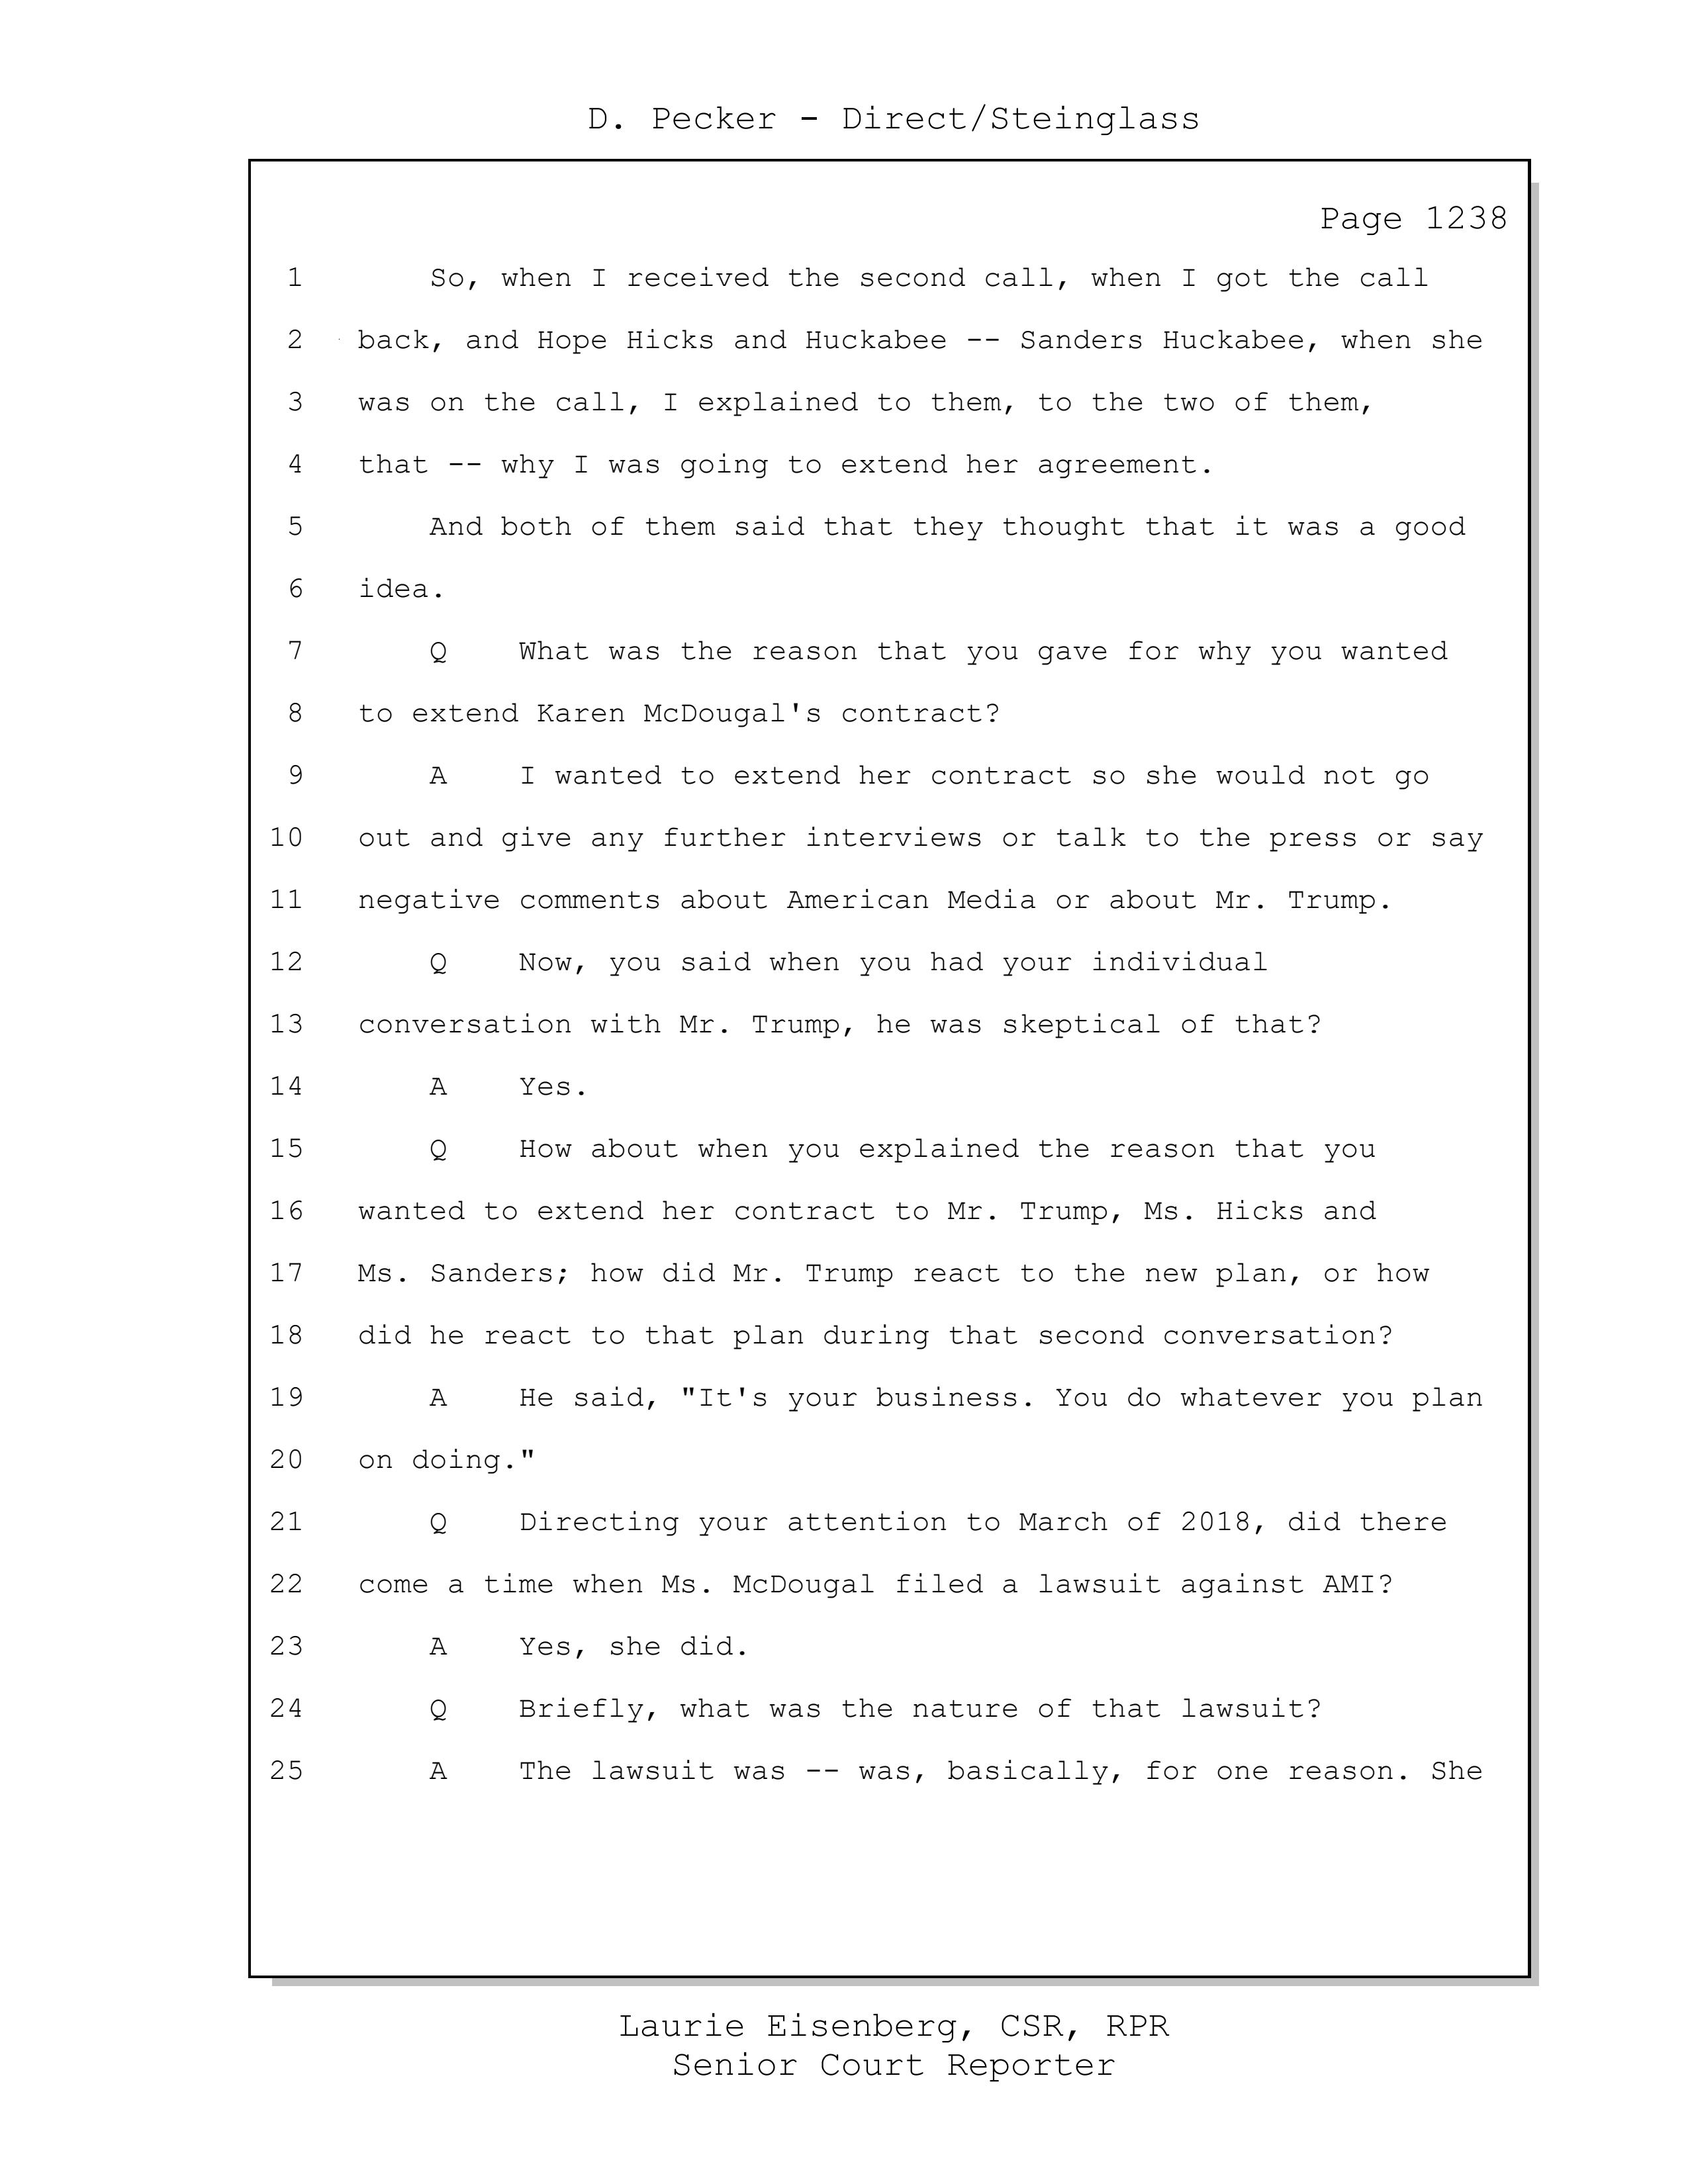 D. Pecker - Direct/Steinglass
Page 1238
1 So, when I received the second call, when I got the call
2 back, and Hope Hicks and Huckabee -- Sanders Huckabee, when she
3 was on the call, I explained to them, to the two of them,
4 that -- why I was going to extend her agreement.
5 And both of them said that they thought that it was a good
6 idea.
7 Q What was the reason that you gave for why you wanted
8 to extend Karen McDougal's contract?
9 A I wanted to extend her contract so she would not go
10 out and give any further interviews or talk to the press or say
11 negative comments about American Media or about Mr. Trump.
12 Q Now, you said when you had your individual
13 conversation with Mr. Trump, he was skeptical of that?
14 A Yes.
15 Q How about when you explained the reason that you
16 wanted to extend her contract to Mr. Trump, Ms. Hicks and
17 Ms. Sanders; how did Mr. Trump react to the new plan, or how
18 did he react to that plan during that second conversation?
19 A He said, "It's your business. You do whatever you plan
20 on doing."
21 Q Directing your attention to March of 2018, did there
22 come a time when Ms. McDougal filed a lawsuit against AMI?
23 A Yes, she did.
24 Q Briefly, what was the nature of that lawsuit?
25 A The lawsuit was -- was, basically, for one reason. She
Laurie Eisenberg, CSR, RPR
Senior Court Reporter